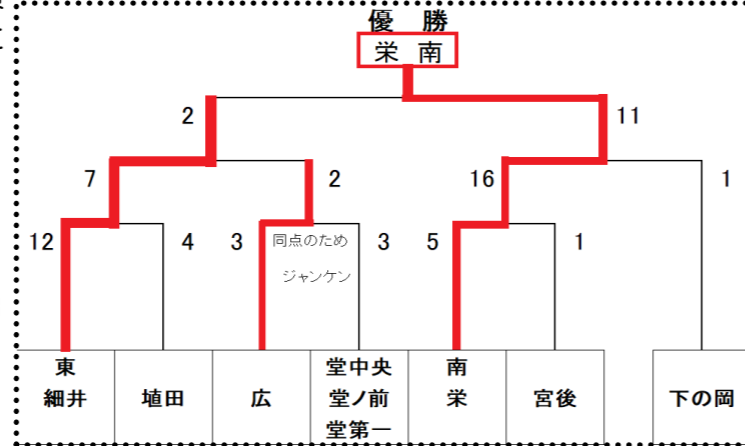 優 勝
栄 南
2
11
7
2
16
1
12
4
3
同点のため
ジャンケン
3
5
1
東
細井
埴田
広
堂中央
堂ノ前
堂第一
南
栄
宮後
下の岡